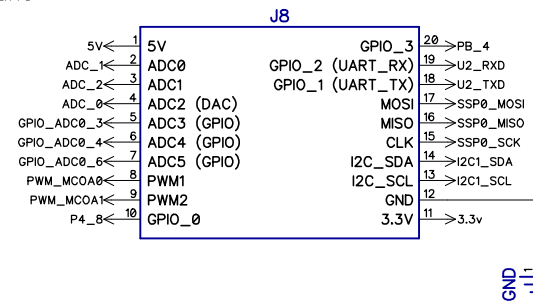 J8
5V 1 5V GPIO_3 20 PB_4
ADC_1 2 ADC0 GPIO_2 (UART_RX) 19 U2_RXD
ADC_2 3 ADC1 GPIO_1 (UART_TX) 18 U2_TXD
ADC_0 4 ADC2 (DAC) MOSI 17 SSP0_MOSI
GPIO_ADC0_3 5 ADC3 (GPIO) MISO 16 SSP0_MISO
GPIO_ADC0_4 6 ADC4 (GPIO) CLK 15 SSP0_SCK
GPIO_ADC0_6 7 ADC5 (GPIO) I2C_SDA 14 I2C1_SDA
PWM_MCOA0 8 PWM1 I2C_SCL 13 I2C1_SCL
PWM_MCOA1 9 PWM2 GND 12
P4_8 10 GPIO_0 3.3V 11 3.3v
GND
1